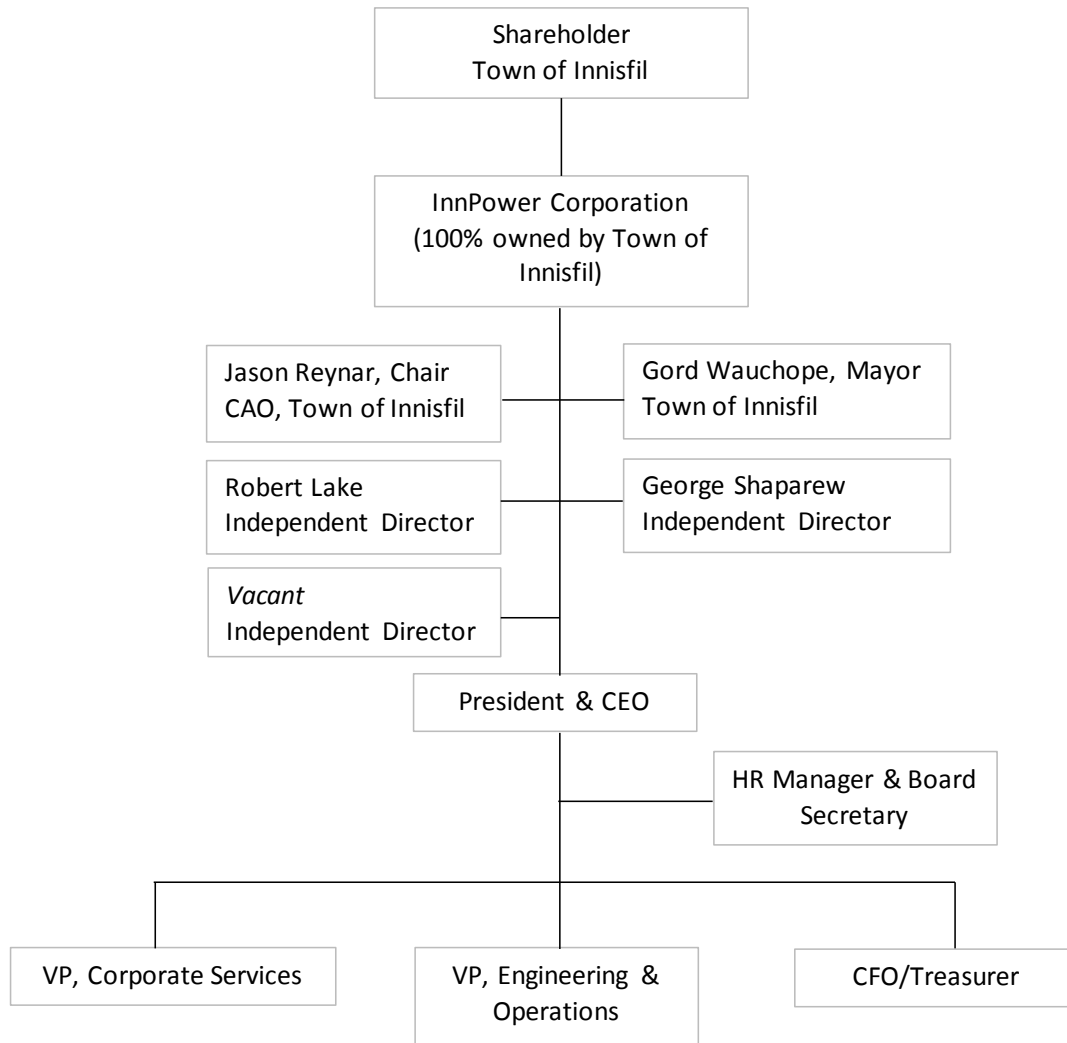 Shareholder
Town of Innisfil
InnPower Corporation
(100% owned by Town of
Innisfil)
Jason Reynar, Chair
CAO, Town of Innisfil
Gord Wauchope, Mayor
Town of Innisfil
Robert Lake
Independent Director
George Shaparew
Independent Director
Vacant
Independent Director
President & CEO
HR Manager & Board
Secretary
VP, Corporate Services
VP, Engineering &
Operations
CFO/Treasurer